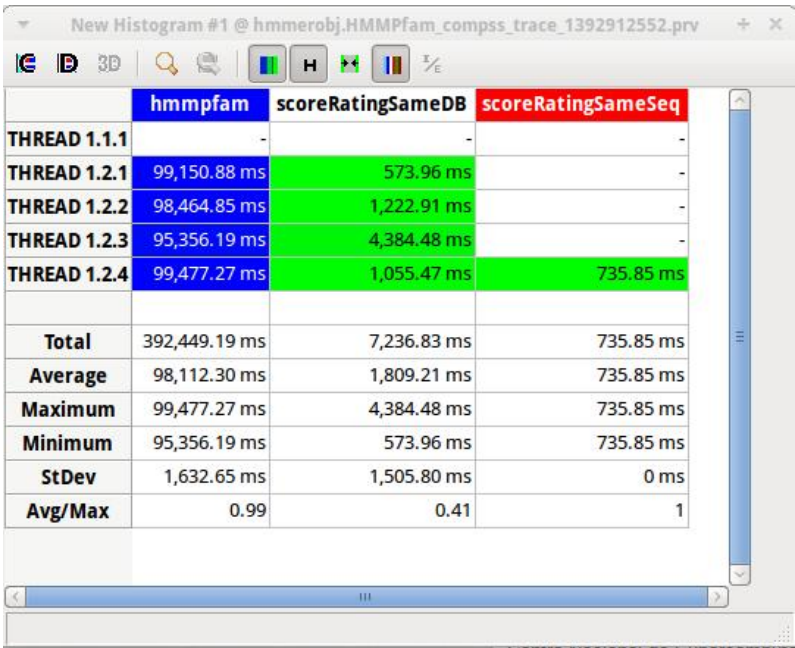 New Histogram #1 @ hmmerobj.HMMPfam_compss_trace_1392912552.prv
3D H I/E
hmmpfam scoreRatingSameDB scoreRatingSameSeq
THREAD 1.1.1 - - -
THREAD 1.2.1 99,150.88 ms 573.96 ms -
THREAD 1.2.2 98,464.85 ms 1,222.91 ms -
THREAD 1.2.3 95,356.19 ms 4,384.48 ms -
THREAD 1.2.4 99,477.27 ms 1,055.47 ms 735.85 ms
Total 392,449.19 ms 7,236.83 ms 735.85 ms
Average 98,112.30 ms 1,809.21 ms 735.85 ms
Maximum 99,477.27 ms 4,384.48 ms 735.85 ms
Minimum 95,356.19 ms 573.96 ms 735.85 ms
StDev 1,632.65 ms 1,505.80 ms 0 ms
Avg/Max 0.99 0.41 1